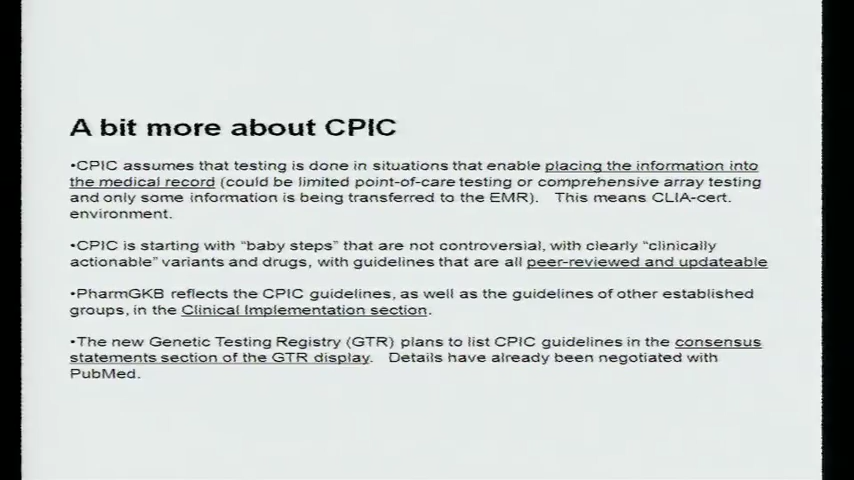 A bit more about CPIC
•CPIC assumes that testing is done in situations that enable placing the information into
the medical record (could be limited point-of-care testing or comprehensive array testing
and only some information is being transferred to the EMR). This means CLIA-cert.
environment.
•CPIC is starting with “baby steps” that are not controversial, with clearly “clinically
actionable” variants and drugs, with guidelines that are all peer-reviewed and updateable
•PharmGKB reflects the CPIC guidelines, as well as the guidelines of other established
groups, in the Clinical Implementation section.
•The new Genetic Testing Registry (GTR) plans to list CPIC guidelines in the consensus
statements section of the GTR display. Details have already been negotiated with
PubMed.